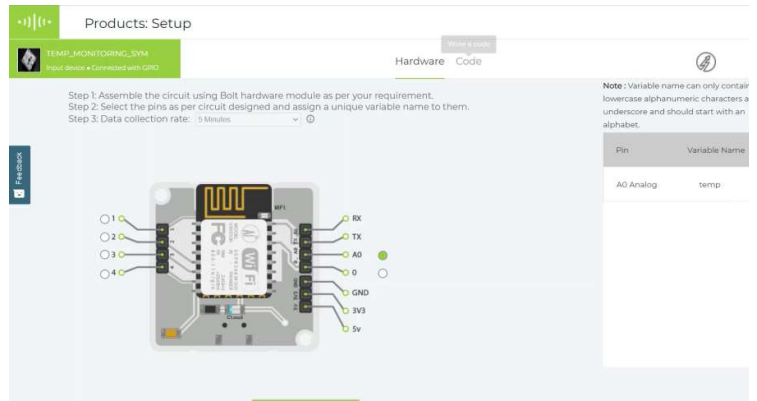 Products: Setup
TEMP_MONITORING_SYM
Input device • Connected with GPIO
Write a code
Hardware Code
Step 1: Assemble the circuit using Bolt hardware module as per your requirement.
Step 2: Select the pins as per circuit designed and assign a unique variable name to them.
Step 3: Data collection rate: 5 Minutes
Note : Variable name can only contain
lowercase alphanumeric characters a
underscore and should start with an
alphabet.
Pin Variable Name
A0 Analog temp
Feedback
1
2
3
4
WiFi
FC
Cloud
RX
TX
A0
0
GND
3V3
5v